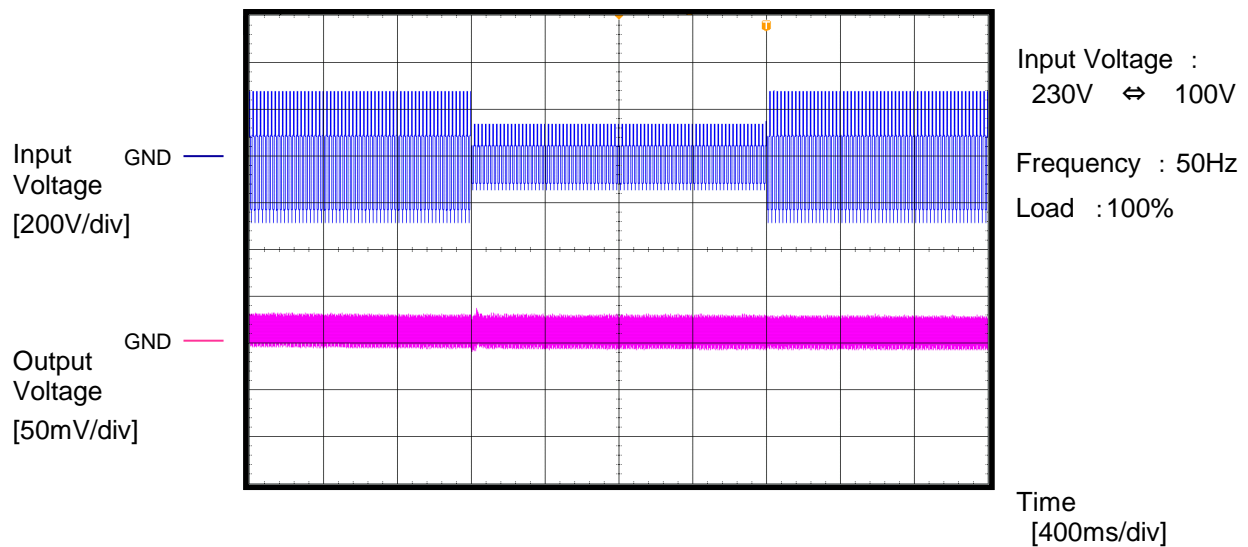 Input
Voltage
[200V/div]
GND
Output
Voltage
[50mV/div]
GND
T
Input Voltage :
230V ⇔ 100V
Frequency : 50Hz
Load :100%
Time
[400ms/div]